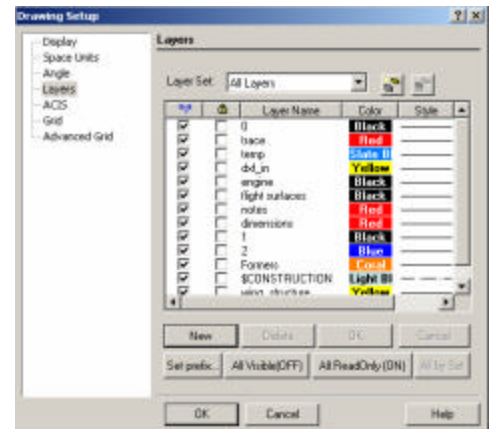 Drawing Setup
Display
Space Units
Angle
Layers
ACIS
Grid
Advanced Grid
Layers
Layer Set: All Layers
Layer Name Color Style
0 Black
trace Red
temp Slate Bl
dxf_in Yellow
engine Black
flight surfaces Black
notes Red
dimensions Red
1 Black
2 Blue
Formers Coral
$CONSTRUCTION Light Bl
wing_structure Yellow
New Delete OK Cancel
Set prefix... All Visible(OFF) All ReadOnly (ON) All by Set
OK Cancel Help